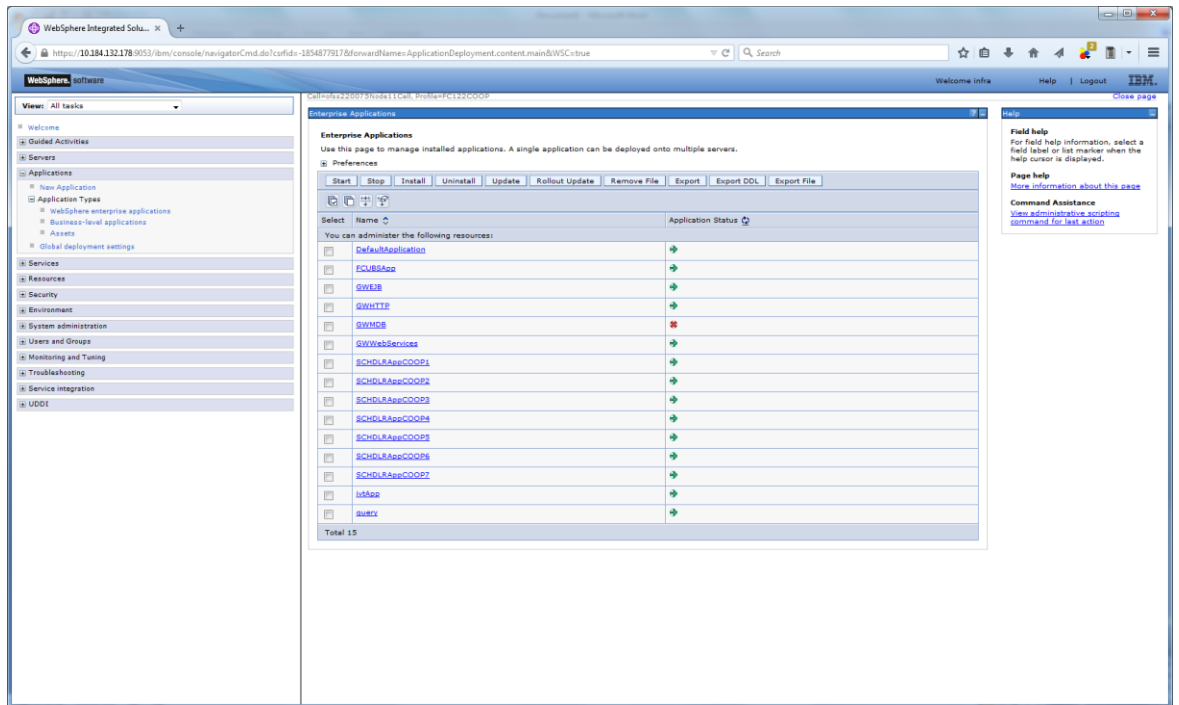 WebSphere Integrated Solu... × +
https://10.184.132.178:9053/ibm/console/navigatorCmd.do?csrfid=-1854877917&forwardName=ApplicationDeployment.content.main&WSC=true
Search
2
WebSphere. software
Welcome infra
Help | Logout
IBM.
View: All tasks
Welcome
Guided Activities
Servers
Applications
New Application
Application Types
WebSphere enterprise applications
Business-level applications
Assets
Global deployment settings
Services
Resources
Security
Environment
System administration
Users and Groups
Monitoring and Tuning
Troubleshooting
Service integration
UDDI
Cell=ofss220075Node11Cell, Profile=FC122COOP
Close page
Enterprise Applications
? -
Enterprise Applications
Use this page to manage installed applications. A single application can be deployed onto multiple servers.
Preferences
Start Stop Install Uninstall Update Rollout Update Remove File Export Export DDL Export File
Select Name Application Status
You can administer the following resources:
DefaultApplication
FCUBSApp
GWEJB
GWHTTP
GWMDB
GWWebServices
SCHDLRAppCOOP1
SCHDLRAppCOOP2
SCHDLRAppCOOP3
SCHDLRAppCOOP4
SCHDLRAppCOOP5
SCHDLRAppCOOP6
SCHDLRAppCOOP7
ivtApp
query
Total 15
Help
Field help
For field help information, select a
field label or list marker when the
help cursor is displayed.
Page help
More information about this page
Command Assistance
View administrative scripting
command for last action